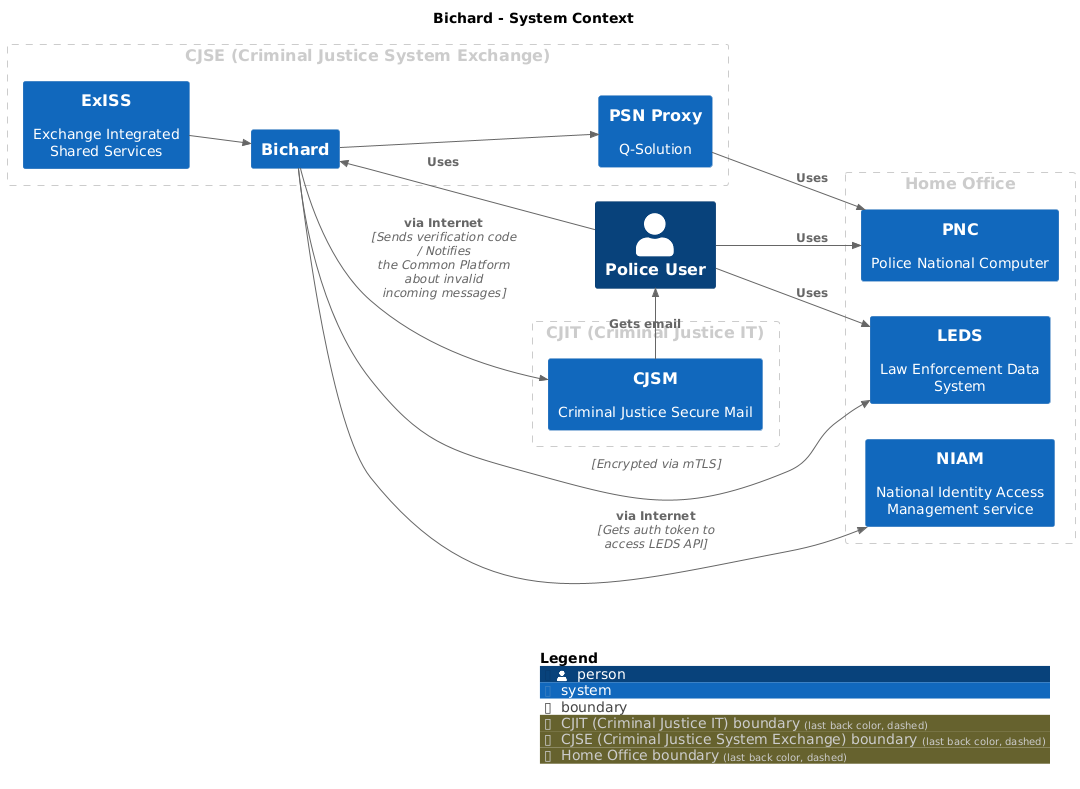 Bichard - System Context
CJSE (Criminal Justice System Exchange)
ExISS
Exchange Integrated
Shared Services
Bichard
PSN Proxy
Q-Solution
Uses
Police User
Uses
Uses
Uses
Home Office
PNC
Police National Computer
via Internet
[Sends verification code
/ Notifies
the Common Platform
about invalid
incoming messages]
Gets email
CJIT (Criminal Justice IT)
CJSM
Criminal Justice Secure Mail
LEDS
Law Enforcement Data
System
[Encrypted via mTLS]
NIAM
National Identity Access
Management service
via Internet
[Gets auth token to
access LEDS API]
Legend
person
system
boundary
CJIT (Criminal Justice IT) boundary (last back color, dashed)
CJSE (Criminal Justice System Exchange) boundary (last back color, dashed)
Home Office boundary (last back color, dashed)